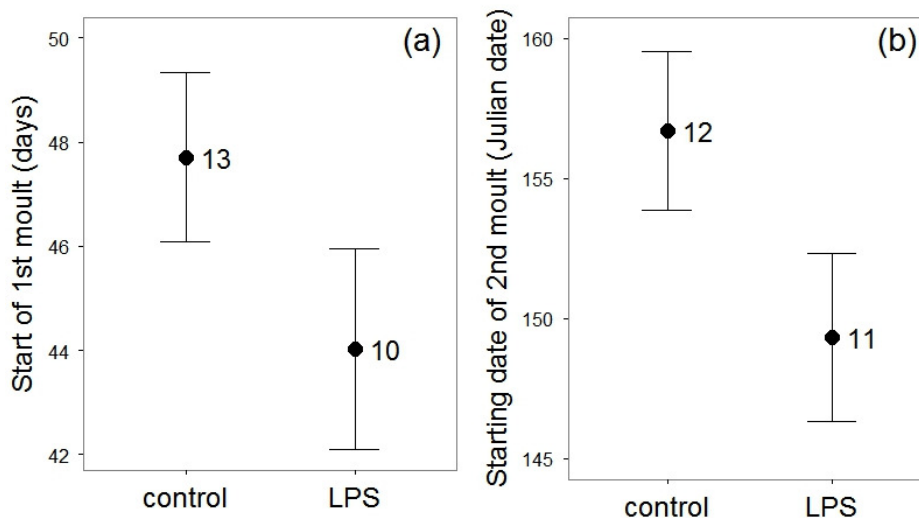 (a)
Start of 1st moult (days)
50
48
46
44
42
13
10
control LPS
(b)
Starting date of 2nd moult (Julian date)
160
155
150
145
12
11
control LPS